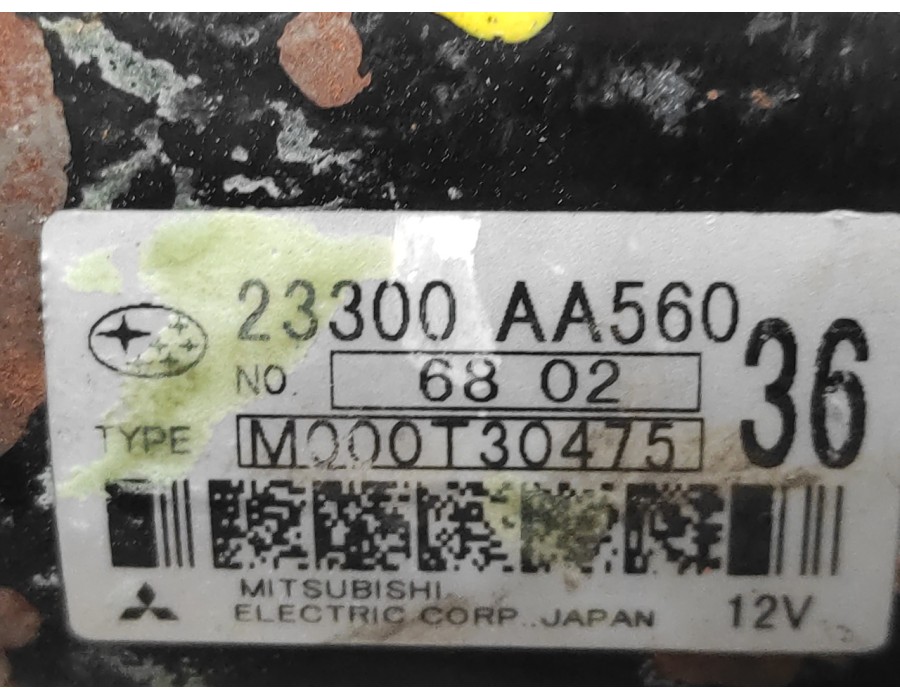 23300 AA560
36
NO 68 02
TYPE M000T30475
MITSUBISHI
ELECTRIC CORP., JAPAN 12V